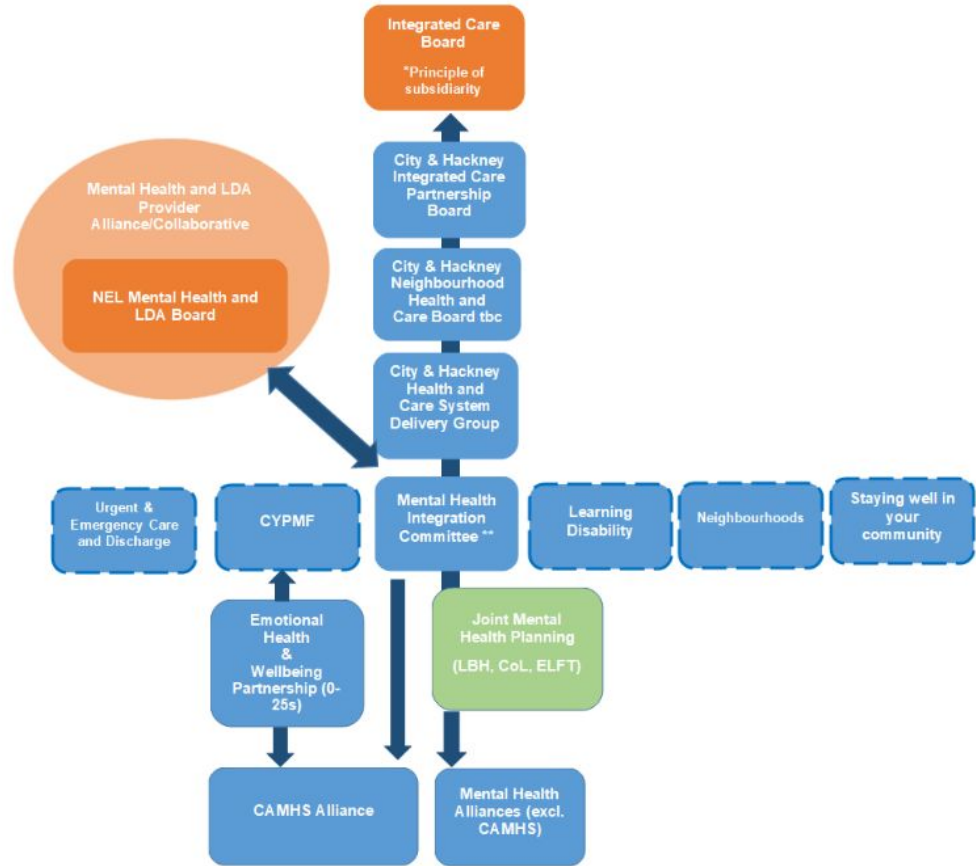 Integrated Care
Board
"Principle of
subsidiarity
City & Hackney
Integrated Care
Partnership
Board
Mental Health and LDA
Provider
Alliance/Collaborative
NEL Mental Health and
LDA Board
City & Hackney
Neighbourhood
Health and
Care Board tbc
City & Hackney
Health and
Care System
Delivery Group
Urgent &
Emergency Care
and Discharge
CYPMF
Mental Health
Integration
Committee **
Learning
Disability
Neighbourhoods
Staying well in
your
community
Emotional
Health
&
Wellbeing
Partnership (0-
25s)
Joint Mental
Health Planning
(LBH, CoL, ELFT)
CAMHS Alliance
Mental Health
Alliances (excl.
CAMHS)